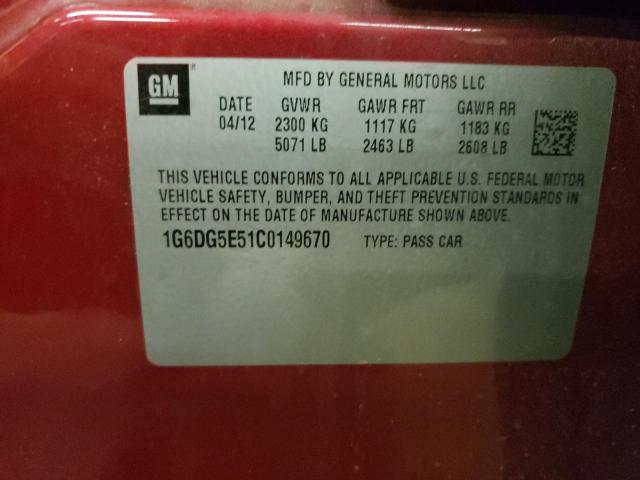 GM
MFD BY GENERAL MOTORS LLC
DATE GVWR GAWR FRT GAWR RR
04/12 2300 KG 1117 KG 1183 KG
5071 LB 2463 LB 2608 LB
THIS VEHICLE CONFORMS TO ALL APPLICABLE U.S. FEDERAL MOTOR
VEHICLE SAFETY, BUMPER, AND THEFT PREVENTION STANDARDS IN
EFFECT ON THE DATE OF MANUFACTURE SHOWN ABOVE.
1G6DG5E51C0149670 TYPE: PASS CAR